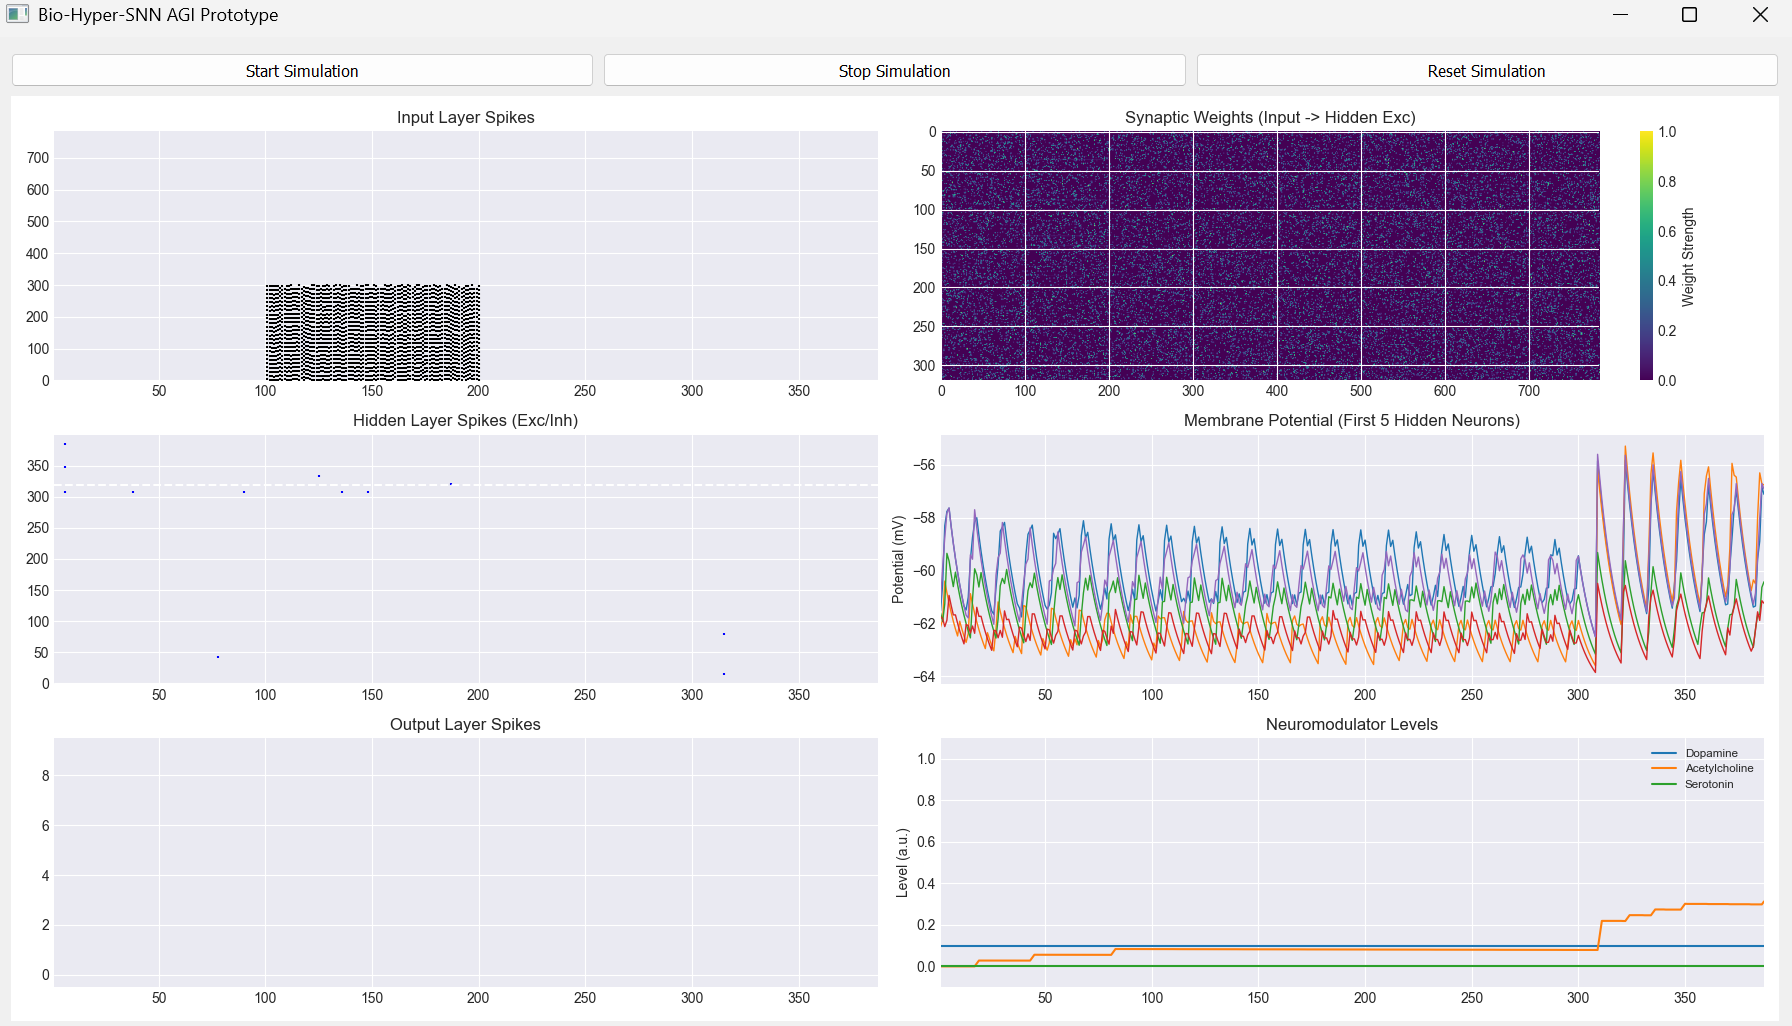 Bio-Hyper-SNN AGI Prototype
Start Simulation
Stop Simulation
Reset Simulation
Input Layer Spikes
700
600
500
400
300
200
100
0
50 100 150 200 250 300 350
Synaptic Weights (Input -> Hidden Exc)
0
50
100
150
200
250
300
0 100 200 300 400 500 600 700
1.0
0.8
0.6
0.4
0.2
0.0
Weight Strength
Hidden Layer Spikes (Exc/Inh)
350
300
250
200
150
100
50
0
50 100 150 200 250 300 350
Membrane Potential (First 5 Hidden Neurons)
Potential (mV)
−56
−58
−60
−62
−64
50 100 150 200 250 300 350
Output Layer Spikes
8
6
4
2
0
50 100 150 200 250 300 350
Neuromodulator Levels
Level (a.u.)
1.0
0.8
0.6
0.4
0.2
0.0
Dopamine
Acetylcholine
Serotonin
50 100 150 200 250 300 350